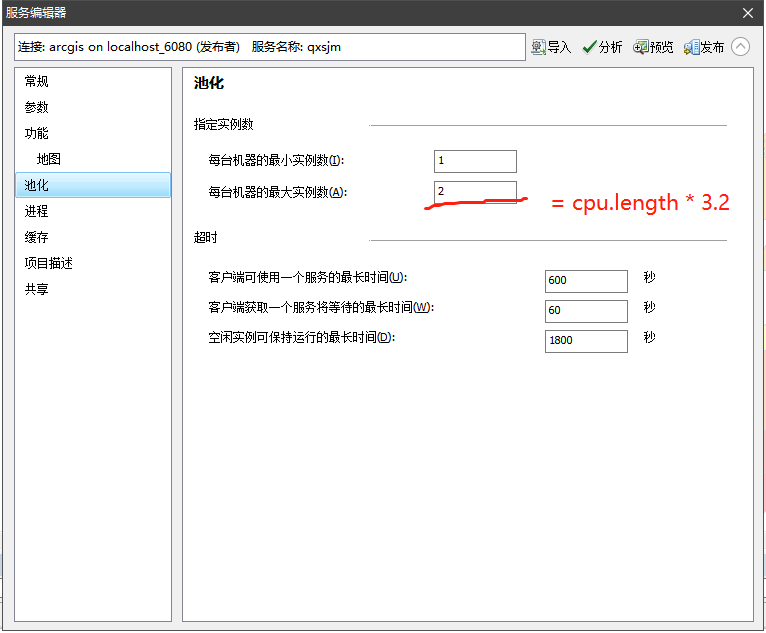 服务编辑器
连接: arcgis on localhost_6080 (发布者) 服务名称: qxsjm 导入 分析 预览 发布
常规
参数
功能
地图
池化
进程
缓存
项目描述
共享
池化
指定实例数
每台机器的最小实例数(I): 1
每台机器的最大实例数(A): 2
= cpu.length * 3.2
超时
客户端可使用一个服务的最长时间(U): 600 秒
客户端获取一个服务将等待的最长时间(W): 60 秒
空闲实例可保持运行的最长时间(D): 1800 秒